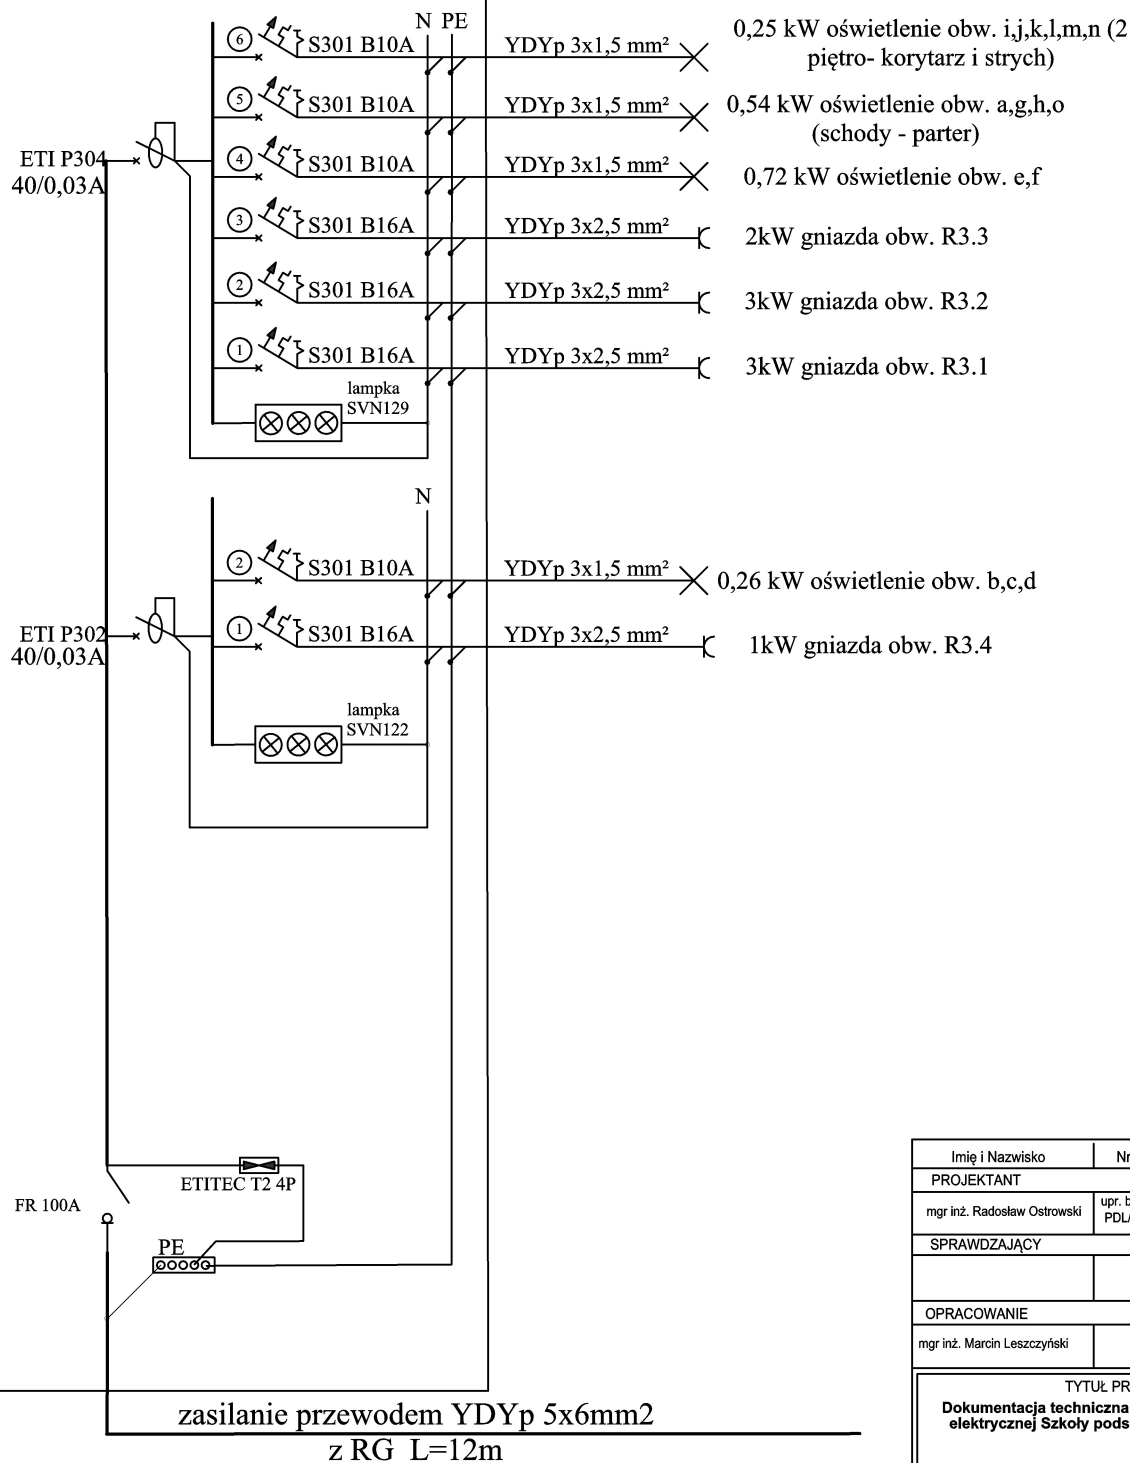 N PE
6 S301 B10A YDYp 3x1,5 mm² 0,25 kW oświetlenie obw. i,j,k,l,m,n (2
piętro- korytarz i strych)
5 S301 B10A YDYp 3x1,5 mm² 0,54 kW oświetlenie obw. a,g,h,o
(schody - parter)
ETI P304
40/0,03A
4 S301 B10A YDYp 3x1,5 mm² 0,72 kW oświetlenie obw. e,f
3 S301 B16A YDYp 3x2,5 mm² 2kW gniazda obw. R3.3
2 S301 B16A YDYp 3x2,5 mm² 3kW gniazda obw. R3.2
1 S301 B16A YDYp 3x2,5 mm² 3kW gniazda obw. R3.1
lampka
SVN129
N
2 S301 B10A YDYp 3x1,5 mm² 0,26 kW oświetlenie obw. b,c,d
ETI P302
40/0,03A
1 S301 B16A YDYp 3x2,5 mm² 1kW gniazda obw. R3.4
lampka
SVN122
ETITEC T2 4P
FR 100A
PE
zasilanie przewodem YDYp 5x6mm2
z RG L=12m
Imię i Nazwisko
PROJEKTANT
mgr inż. Radosław Ostrowski
SPRAWDZAJĄCY
OPRACOWANIE
mgr inż. Marcin Leszczyński
Dokumentacja techniczna
elektrycznej Szkoły